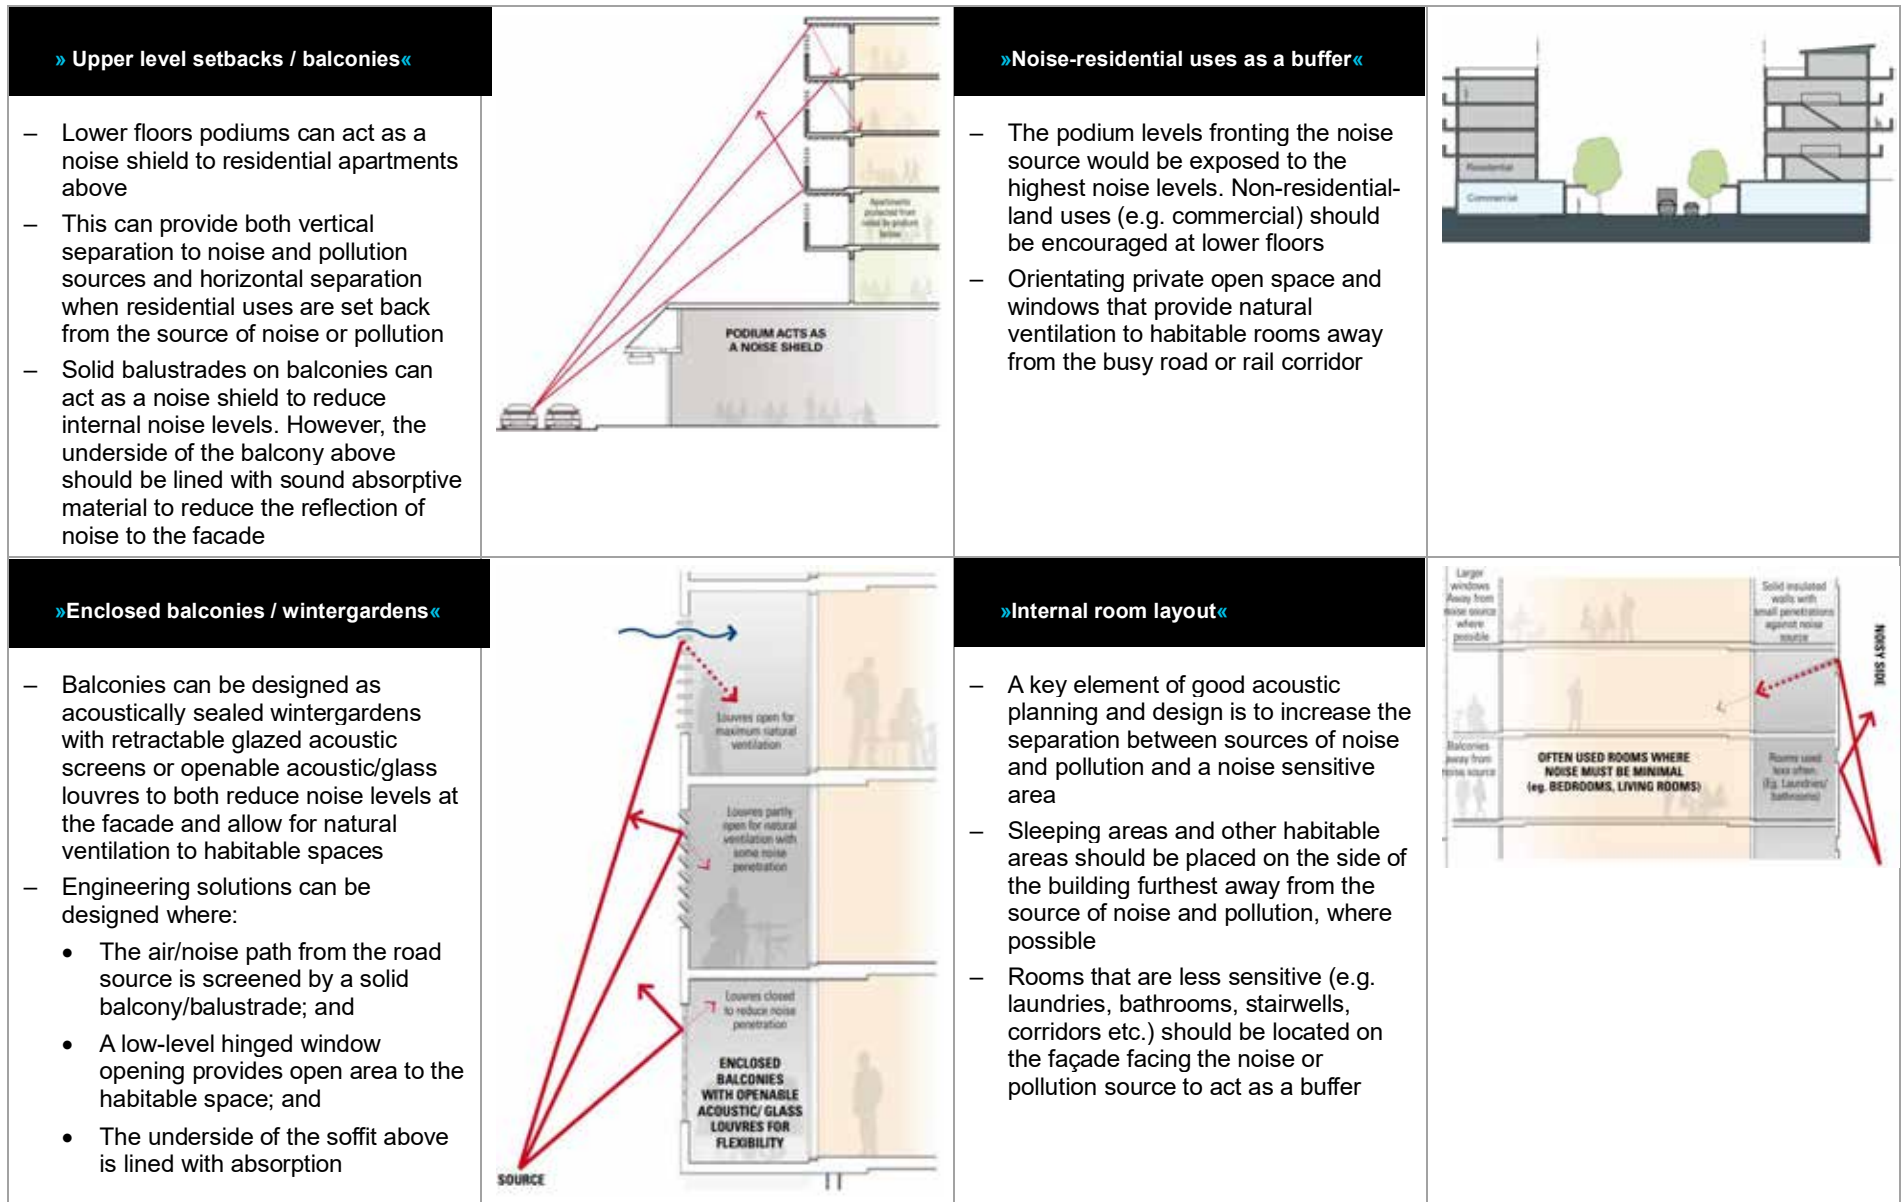 » Upper level setbacks / balconies«
– Lower floors podiums can act as a
noise shield to residential apartments
above
– This can provide both vertical
separation to noise and pollution
sources and horizontal separation
when residential uses are set back
from the source of noise or pollution
– Solid balustrades on balconies can
act as a noise shield to reduce
internal noise levels. However, the
underside of the balcony above
should be lined with sound absorptive
material to reduce the reflection of
noise to the facade
Apartments
protected from
noise by podium
below
PODIUM ACTS AS
A NOISE SHIELD
»Noise-residential uses as a buffer«
– The podium levels fronting the noise
source would be exposed to the
highest noise levels. Non-residential-
land uses (e.g. commercial) should
be encouraged at lower floors
– Orientating private open space and
windows that provide natural
ventilation to habitable rooms away
from the busy road or rail corridor
Residential
Commercial
»Enclosed balconies / wintergardens«
– Balconies can be designed as
acoustically sealed wintergardens
with retractable glazed acoustic
screens or openable acoustic/glass
louvres to both reduce noise levels at
the facade and allow for natural
ventilation to habitable spaces
– Engineering solutions can be
designed where:
• The air/noise path from the road
source is screened by a solid
balcony/balustrade; and
• A low-level hinged window
opening provides open area to the
habitable space; and
• The underside of the soffit above
is lined with absorption
Louvres open for
maximum natural
ventilation
Louvres partly
open for natural
ventilation with
some noise
penetration
Louvres closed
to reduce noise
penetration
ENCLOSED
BALCONIES
WITH OPENABLE
ACOUSTIC/ GLASS
LOUVRES FOR
FLEXIBILITY
SOURCE
»Internal room layout«
– A key element of good acoustic
planning and design is to increase the
separation between sources of noise
and pollution and a noise sensitive
area
– Sleeping areas and other habitable
areas should be placed on the side of
the building furthest away from the
source of noise and pollution, where
possible
– Rooms that are less sensitive (e.g.
laundries, bathrooms, stairwells,
corridors etc.) should be located on
the façade facing the noise or
pollution source to act as a buffer
Larger
windows
Away from
noise source
where
possible
Solid insulated
walls with
small penetrations
against noise
source
NOISY SIDE
Balconies
away from
noise source
OFTEN USED ROOMS WHERE
NOISE MUST BE MINIMAL
(eg. BEDROOMS, LIVING ROOMS)
Rooms used
less often
(Eg. Laundries/
bathrooms)